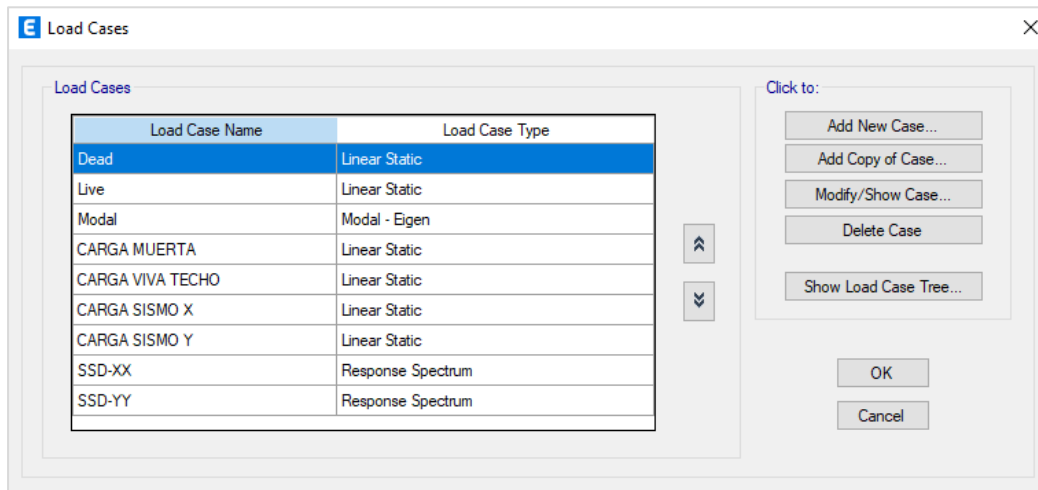 E Load Cases
Load Cases
Load Case Name Load Case Type
Dead Linear Static
Live Linear Static
Modal Modal - Eigen
CARGA MUERTA Linear Static
CARGA VIVA TECHO Linear Static
CARGA SISMO X Linear Static
CARGA SISMO Y Linear Static
SSD-XX Response Spectrum
SSD-YY Response Spectrum
Click to:
Add New Case...
Add Copy of Case...
Modify/Show Case...
Delete Case
Show Load Case Tree...
OK
Cancel